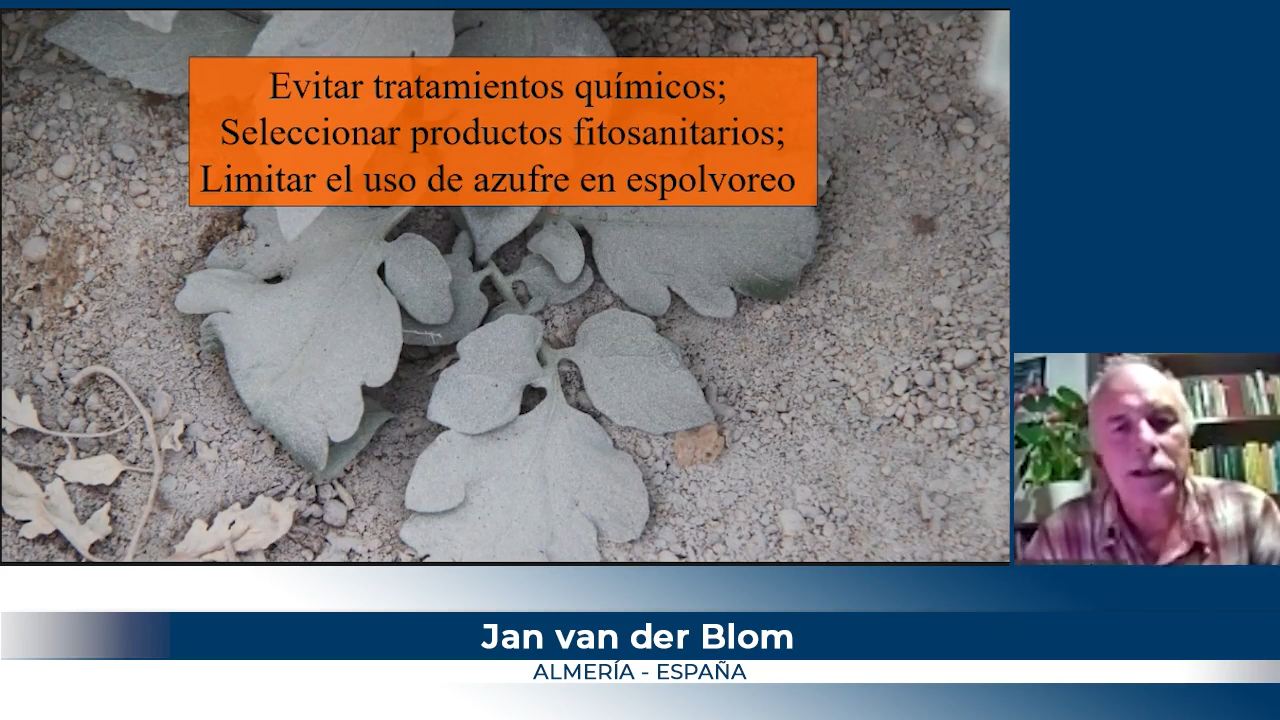 Evitar tratamientos químicos;
Seleccionar productos fitosanitarios;
Limitar el uso de azufre en espolvoreo
Jan van der Blom
ALMERÍA - ESPAÑA